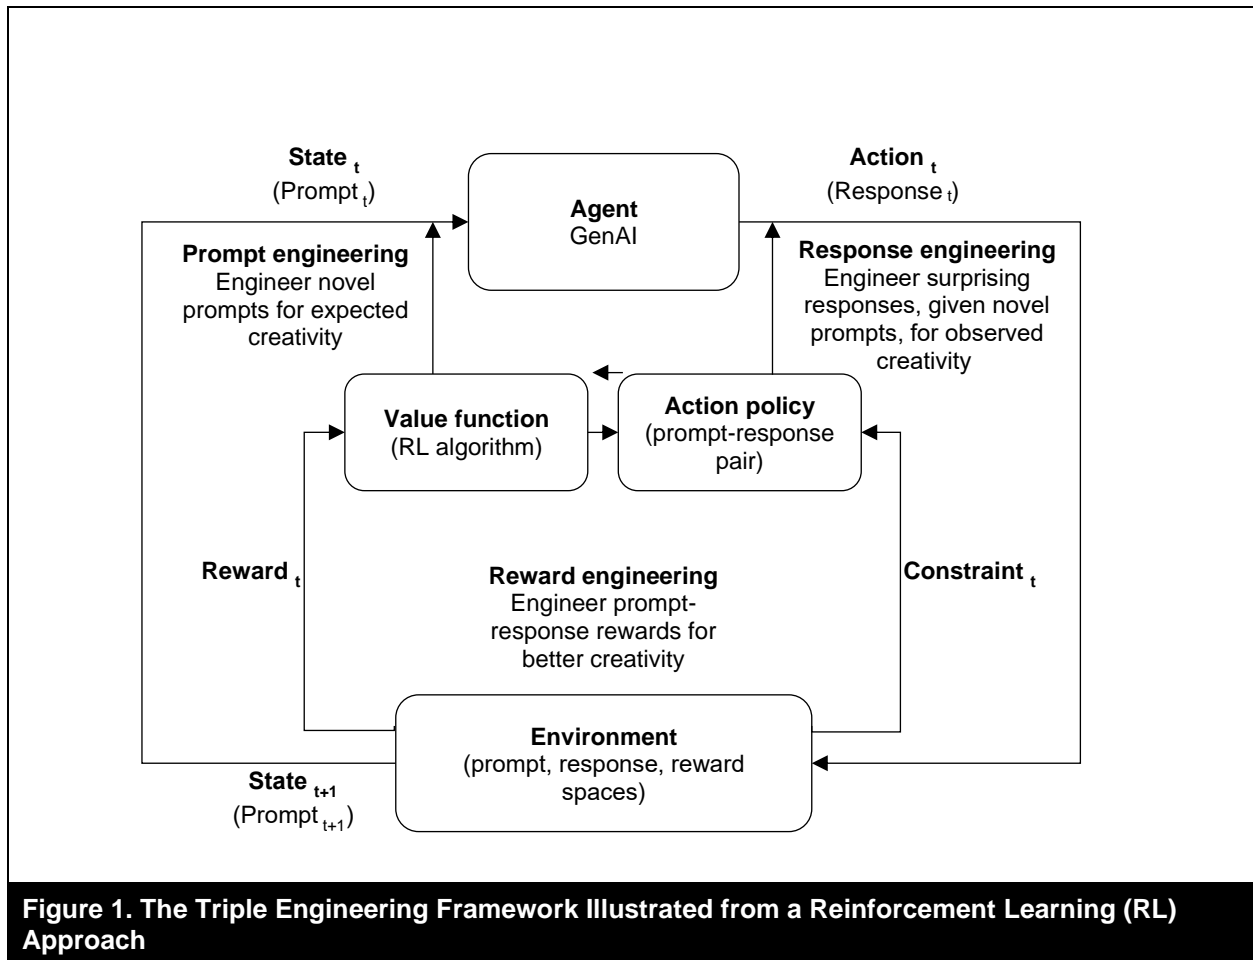 State t
(Prompt t)
Action t
(Response t)
Agent
GenAI
Prompt engineering
Engineer novel
prompts for expected
creativity
Response engineering
Engineer surprising
responses, given novel
prompts, for observed
creativity
Value function
(RL algorithm)
Action policy
(prompt-response
pair)
Reward t
Reward engineering
Engineer prompt-
response rewards for
better creativity
Constraint t
Environment
(prompt, response, reward
spaces)
State t+1
(Prompt t+1)
Figure 1. The Triple Engineering Framework Illustrated from a Reinforcement Learning (RL)
Approach